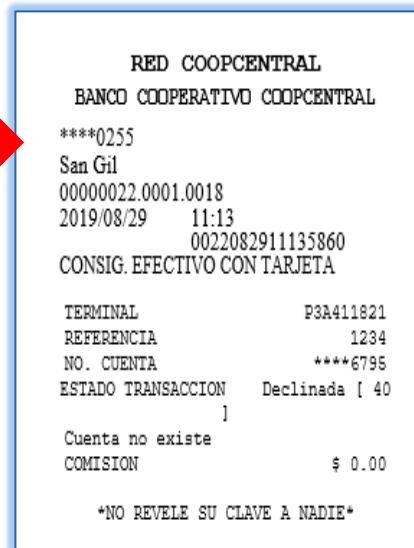 RED COOPCENTRAL
BANCO COOPERATIVO COOPCENTRAL
****0255
San Gil
00000022.0001.0018
2019/08/29 11:13
0022082911135860
CONSIG. EFECTIVO CON TARJETA
TERMINAL P3A411821
REFERENCIA 1234
NO. CUENTA ****6795
ESTADO TRANSACCION Declinada [ 40
]
Cuenta no existe
COMISION $ 0.00
*NO REVELE SU CLAVE A NADIE*